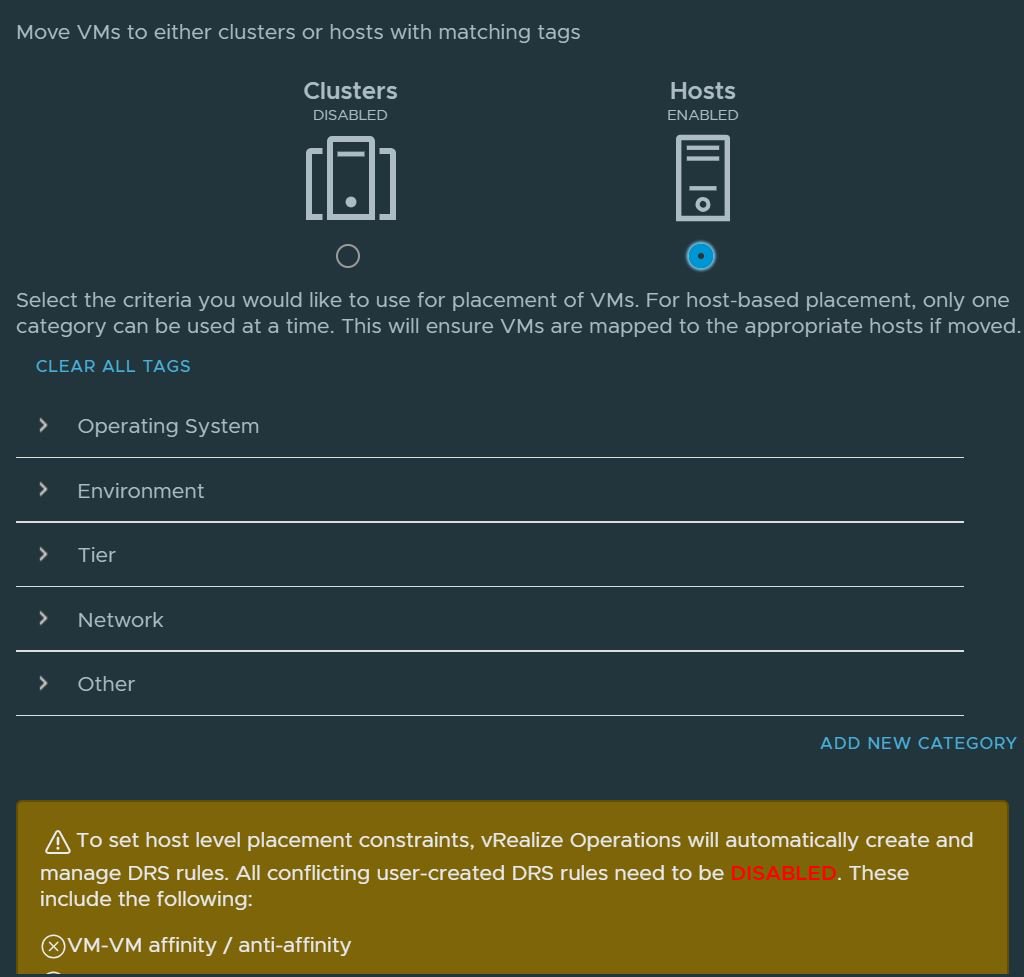 Move VMs to either clusters or hosts with matching tags
Clusters
DISABLED
Hosts
ENABLED
Select the criteria you would like to use for placement of VMs. For host-based placement, only one
category can be used at a time. This will ensure VMs are mapped to the appropriate hosts if moved.
CLEAR ALL TAGS
Operating System
Environment
Tier
Network
Other
ADD NEW CATEGORY
To set host level placement constraints, vRealize Operations will automatically create and
manage DRS rules. All conflicting user-created DRS rules need to be DISABLED. These
include the following:
VM-VM affinity / anti-affinity